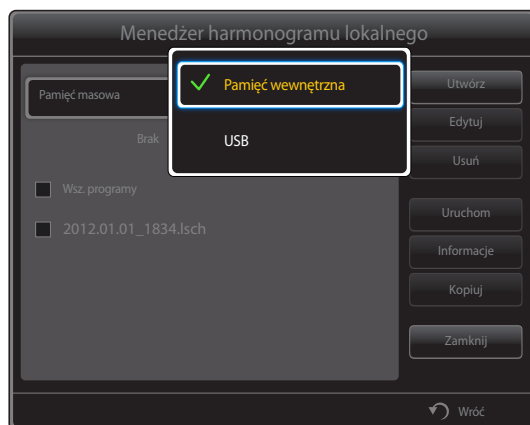 Menedżer harmonogramu lokalnego
Pamięć masowa
Pamięć wewnętrzna
USB
Brak
Wsz. programy
2012.01.01_1834.lsch
Utwórz
Edytuj
Usuń
Uruchom
Informacje
Kopiuj
Zamknij
Wróć